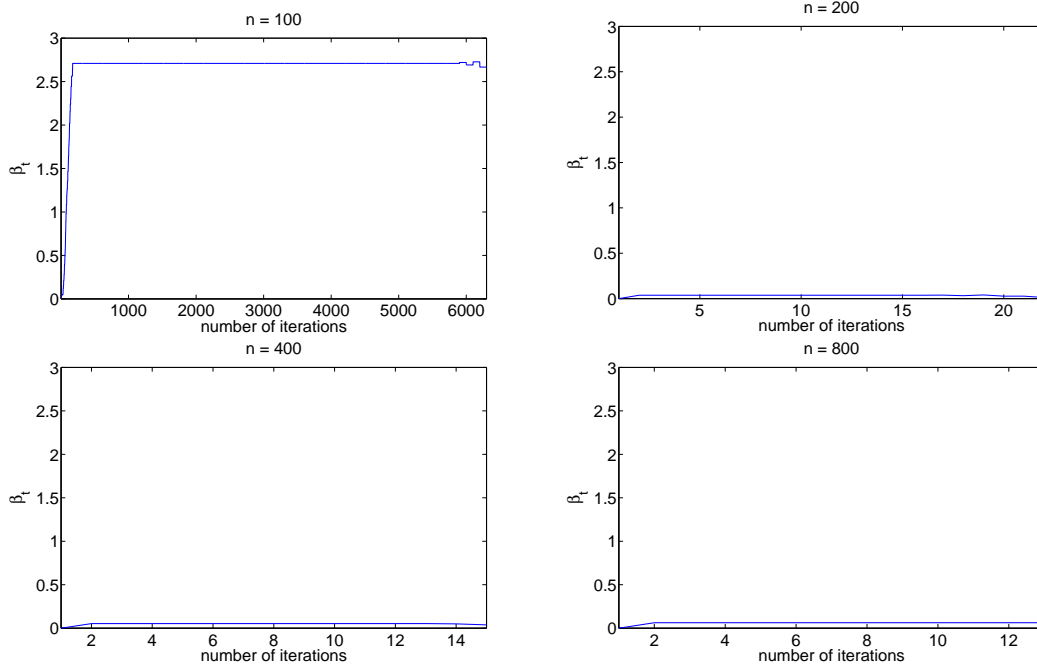 n = 100
3
2.5
2
1.5
1
0.5
0
β_t
1000 2000 3000 4000 5000 6000
number of iterations
n = 200
3
2.5
2
1.5
1
0.5
0
β_t
5 10 15 20
number of iterations
n = 400
3
2.5
2
1.5
1
0.5
0
β_t
2 4 6 8 10 12 14
number of iterations
n = 800
3
2.5
2
1.5
1
0.5
0
β_t
2 4 6 8 10 12
number of iterations